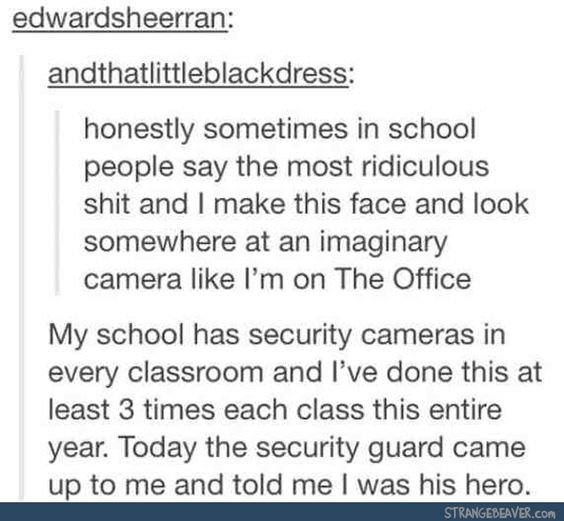 edwardsheerran:
andthatlittleblackdress:
honestly sometimes in school
people say the most ridiculous
shit and I make this face and look
somewhere at an imaginary
camera like I'm on The Office
My school has security cameras in
every classroom and I've done this at
least 3 times each class this entire
year. Today the security guard came
up to me and told me I was his hero.
STRANGEBEAVER.com